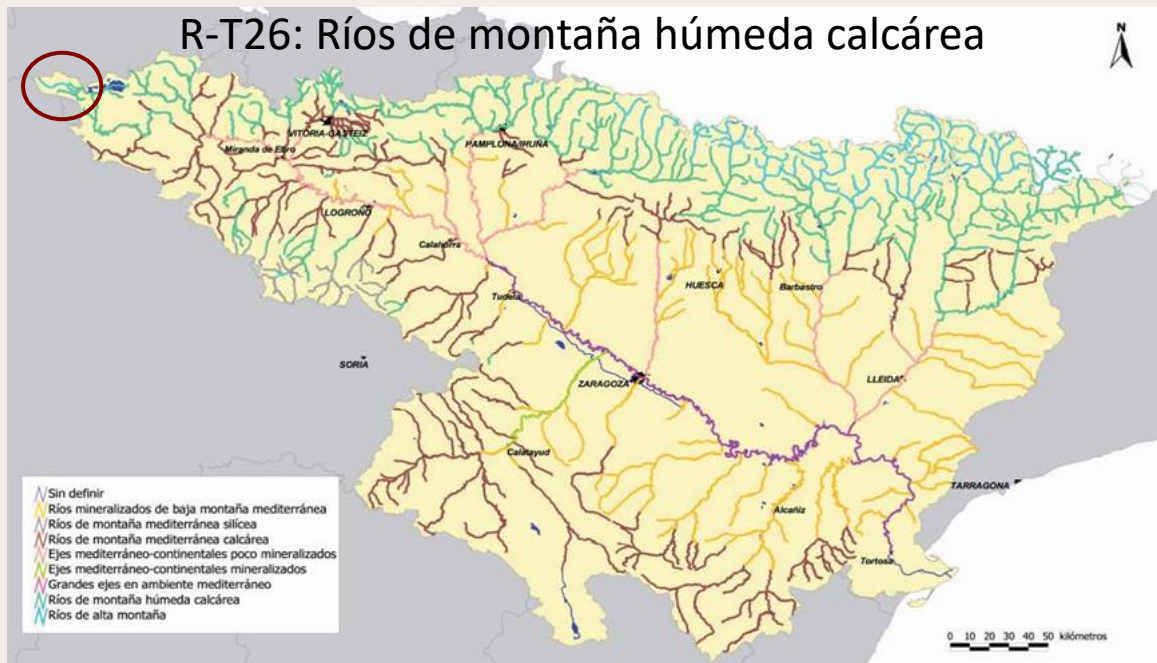 R-T26: Ríos de montaña húmeda calcárea
N
VITORIA-GASTEIZ
PAMPLUNA/IRUÑA
Miranda de Ebro
LOGROÑO
Calahorra
HUESCA
Barbastro
Tudela
SORIA
ZARAGOZA
LLEIDA
Calatayud
TARRAGONA
Alcañiz
Tortosa
Sin definir
Ríos mineralizados de baja montaña mediterránea
Ríos de montaña mediterránea silícea
Ríos de montaña mediterránea calcárea
Ejes mediterráneo-continentales poco mineralizados
Ejes mediterráneo-continentales mineralizados
Grandes ejes en ambiente mediterráneo
Ríos de montaña húmeda calcárea
Ríos de alta montaña
0 10 20 30 40 50 kilómetros